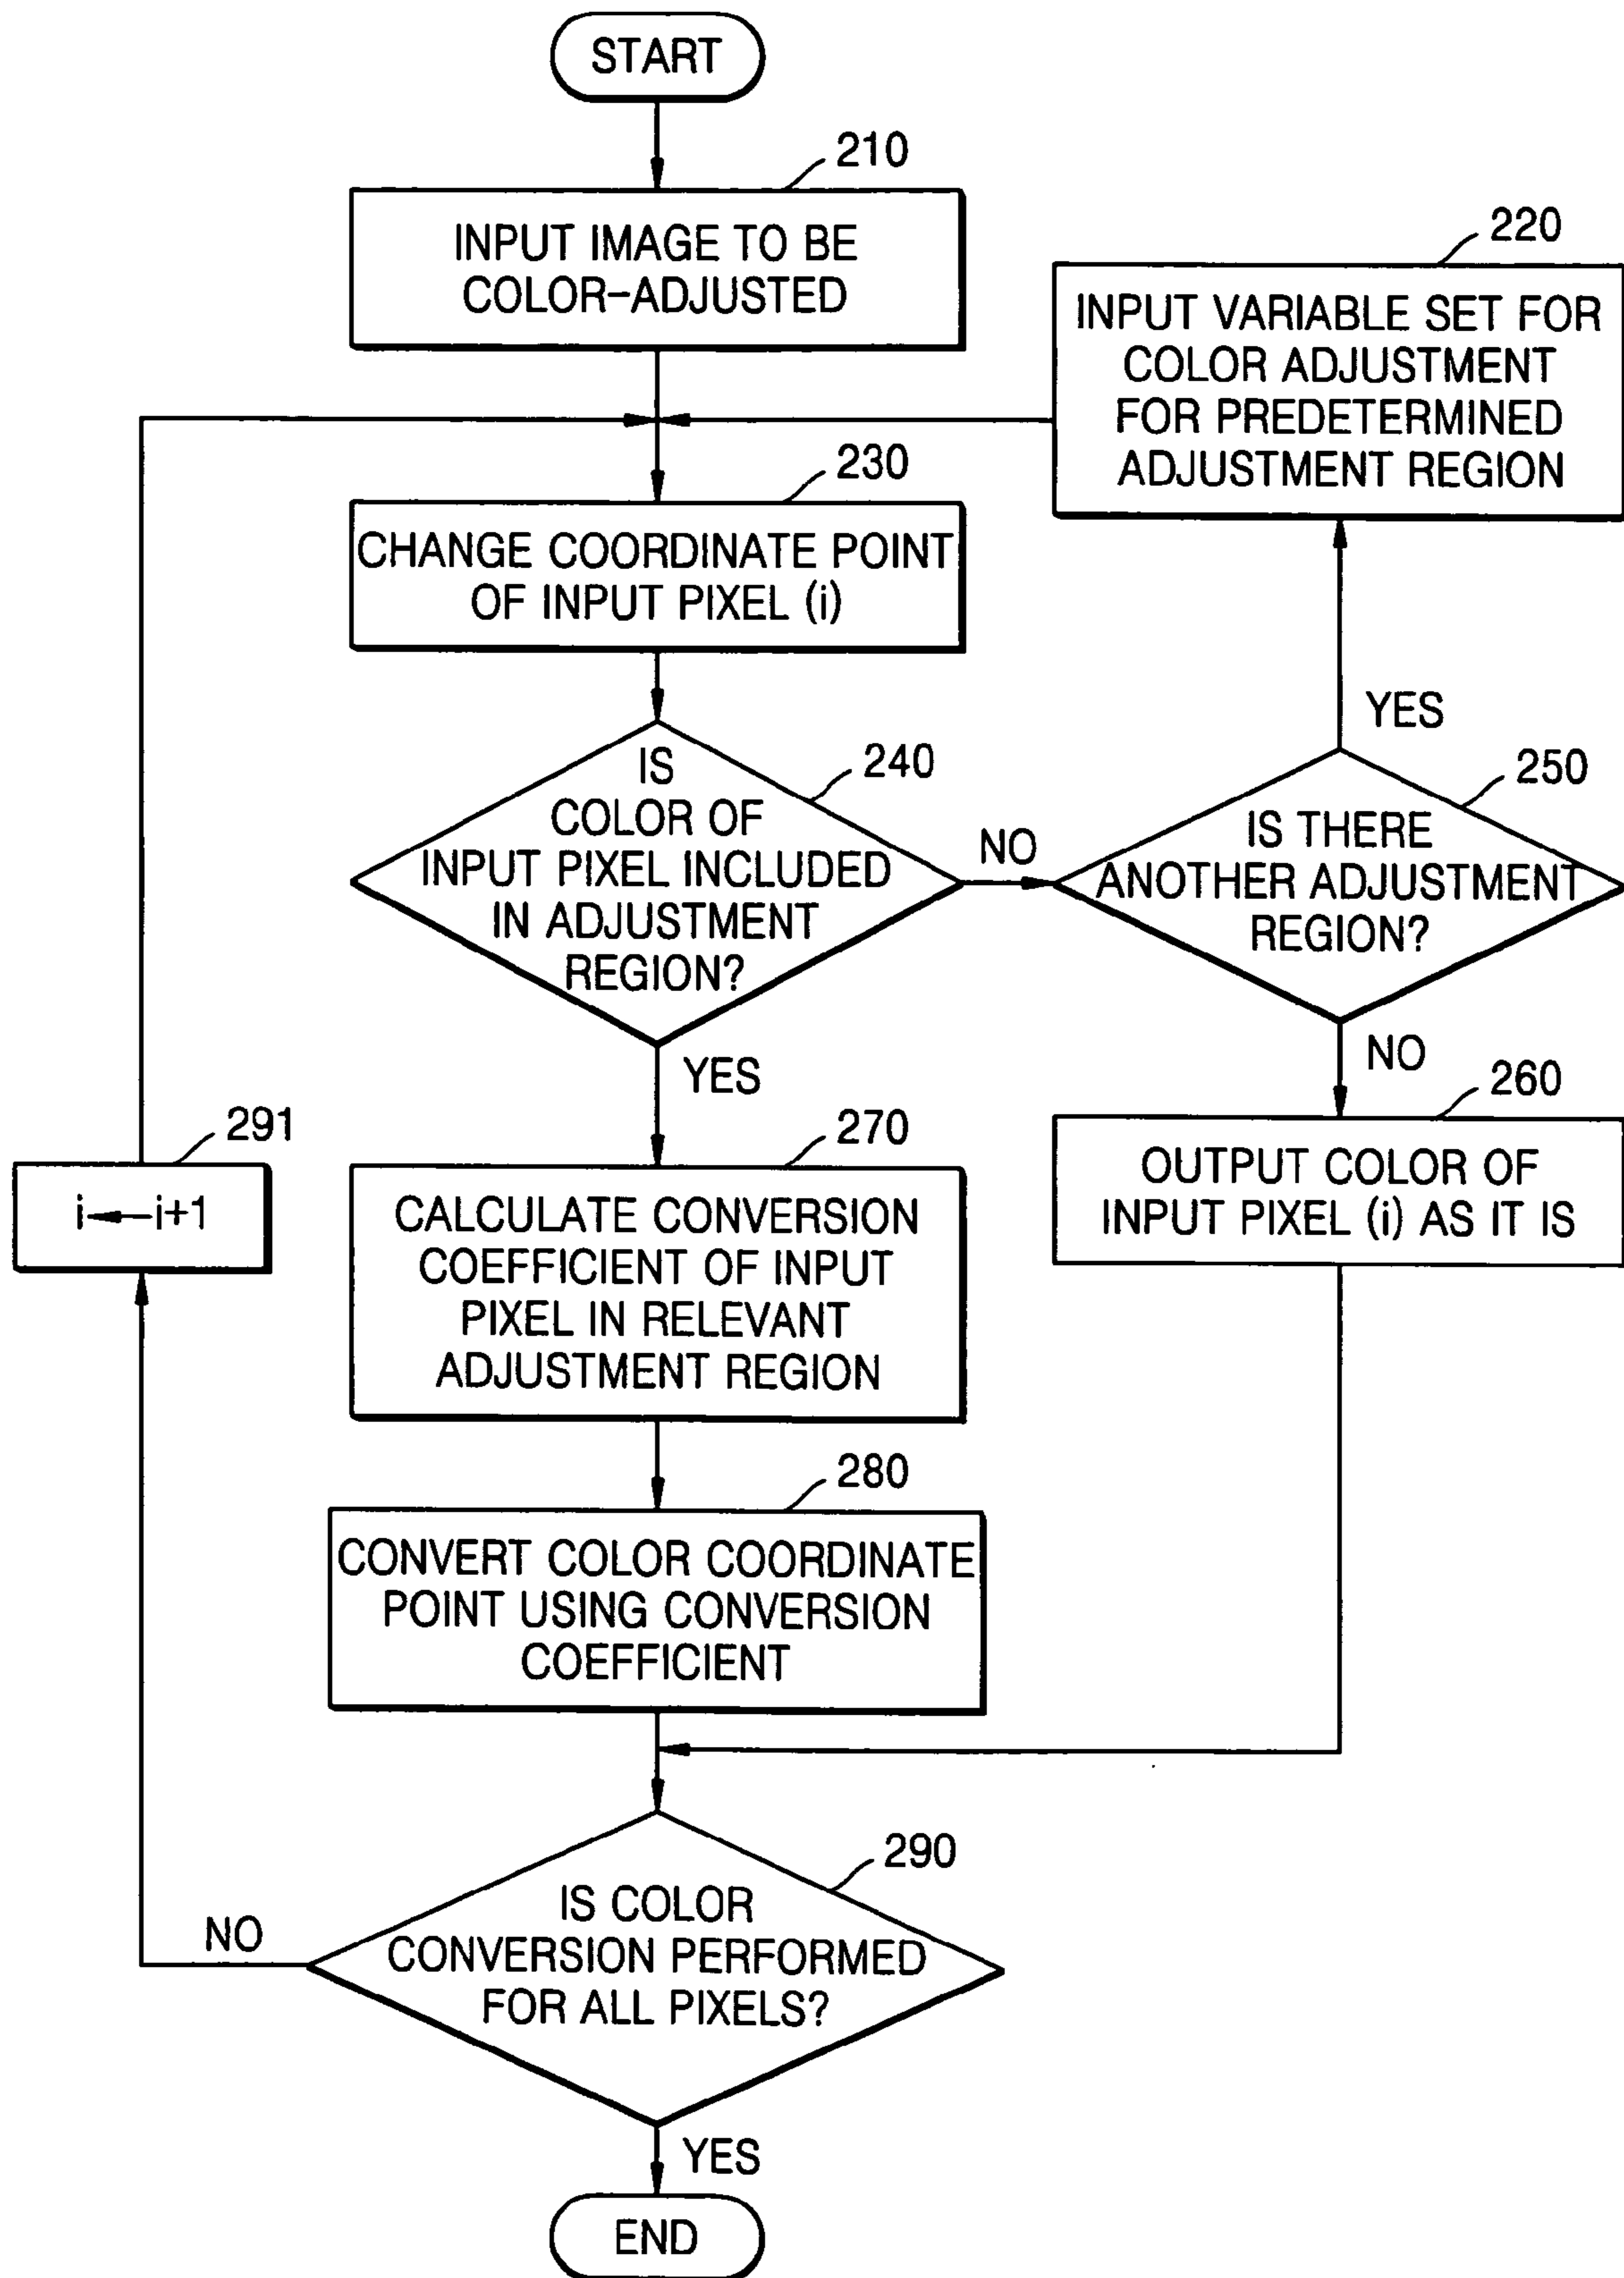 START
210
INPUT IMAGE TO BE
COLOR-ADJUSTED
220
INPUT VARIABLE SET FOR
COLOR ADJUSTMENT
FOR PREDETERMINED
ADJUSTMENT REGION
230
CHANGE COORDINATE POINT
OF INPUT PIXEL (i)
240
IS
COLOR OF
INPUT PIXEL INCLUDED
IN ADJUSTMENT
REGION?
NO
YES
250
IS THERE
ANOTHER ADJUSTMENT
REGION?
YES
NO
260
OUTPUT COLOR OF
INPUT PIXEL (i) AS IT IS
270
CALCULATE CONVERSION
COEFFICIENT OF INPUT
PIXEL IN RELEVANT
ADJUSTMENT REGION
291
i←i+1
280
CONVERT COLOR COORDINATE
POINT USING CONVERSION
COEFFICIENT
290
IS COLOR
CONVERSION PERFORMED
FOR ALL PIXELS?
NO
YES
END